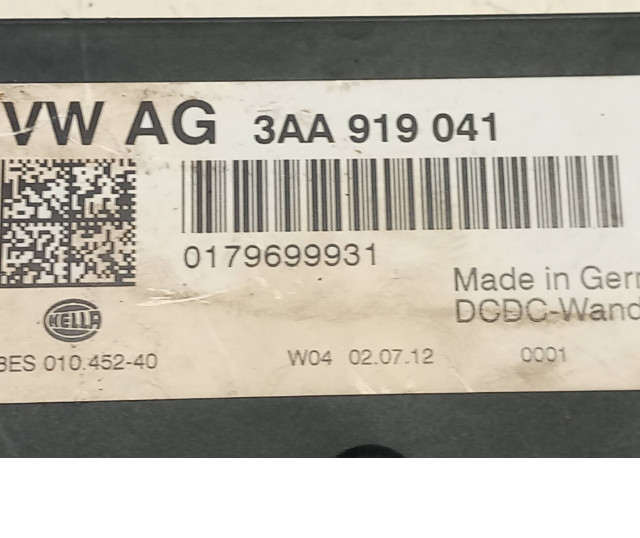 VW AG 3AA 919 041
0179699931
Made in Ger
DCDC-Wand
HELLA
BES 010.452-40 W04 02.07.12 0001